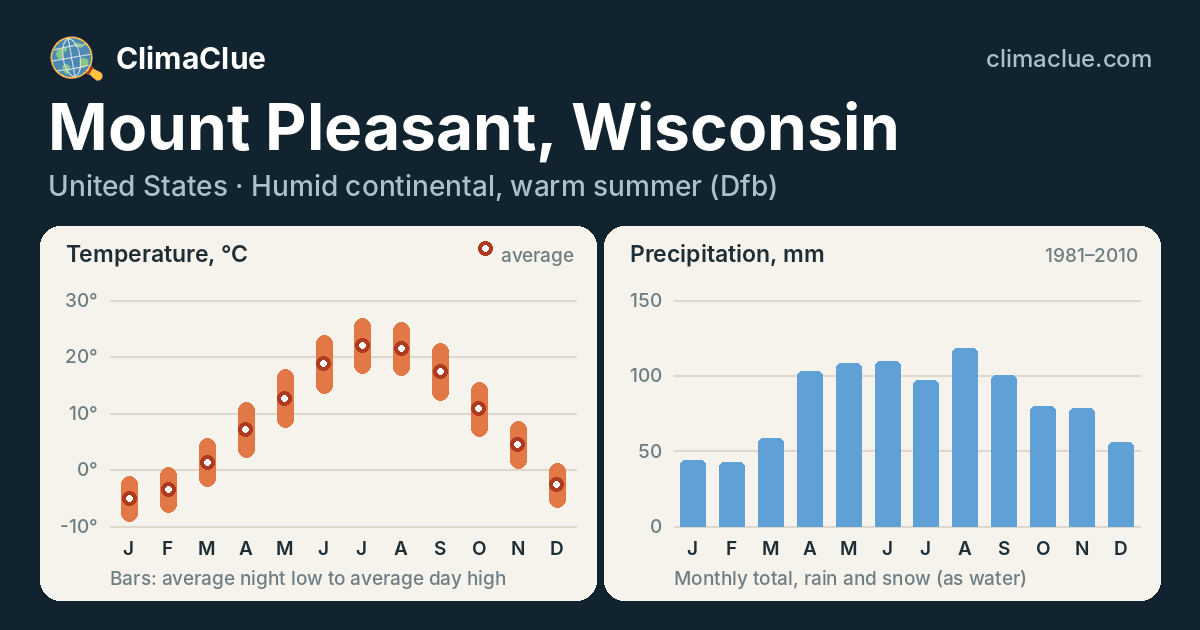 ClimaClue
climaclue.com
Mount Pleasant, Wisconsin
United States · Humid continental, warm summer (Dfb)
Temperature, °C
average
30°
20°
10°
0°
-10°
J F M A M J J A S O N D
Bars: average night low to average day high
Precipitation, mm
1981–2010
150
100
50
0
J F M A M J J A S O N D
Monthly total, rain and snow (as water)